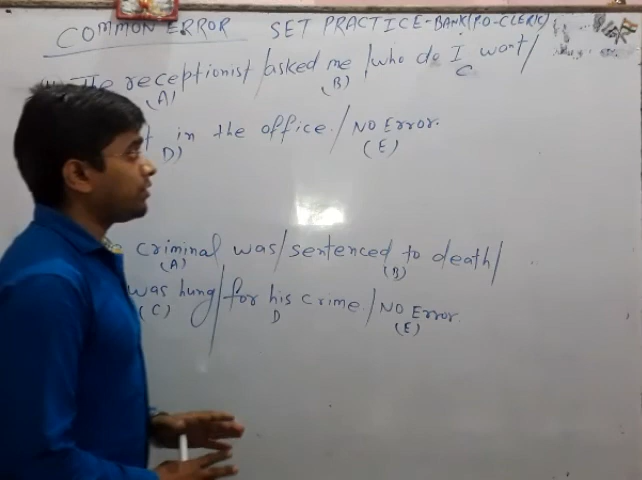 COMMON ERROR SET PRACTICE-BANK(P.O-CLERK)
The receptionist / asked me / who do I want /
(A) (B) C
in the office. / NO ERROR.
D) (E)
criminal was / sentenced to death /
(A) (B)
was hung / for his crime. / NO ERROR.
(C) D (E)